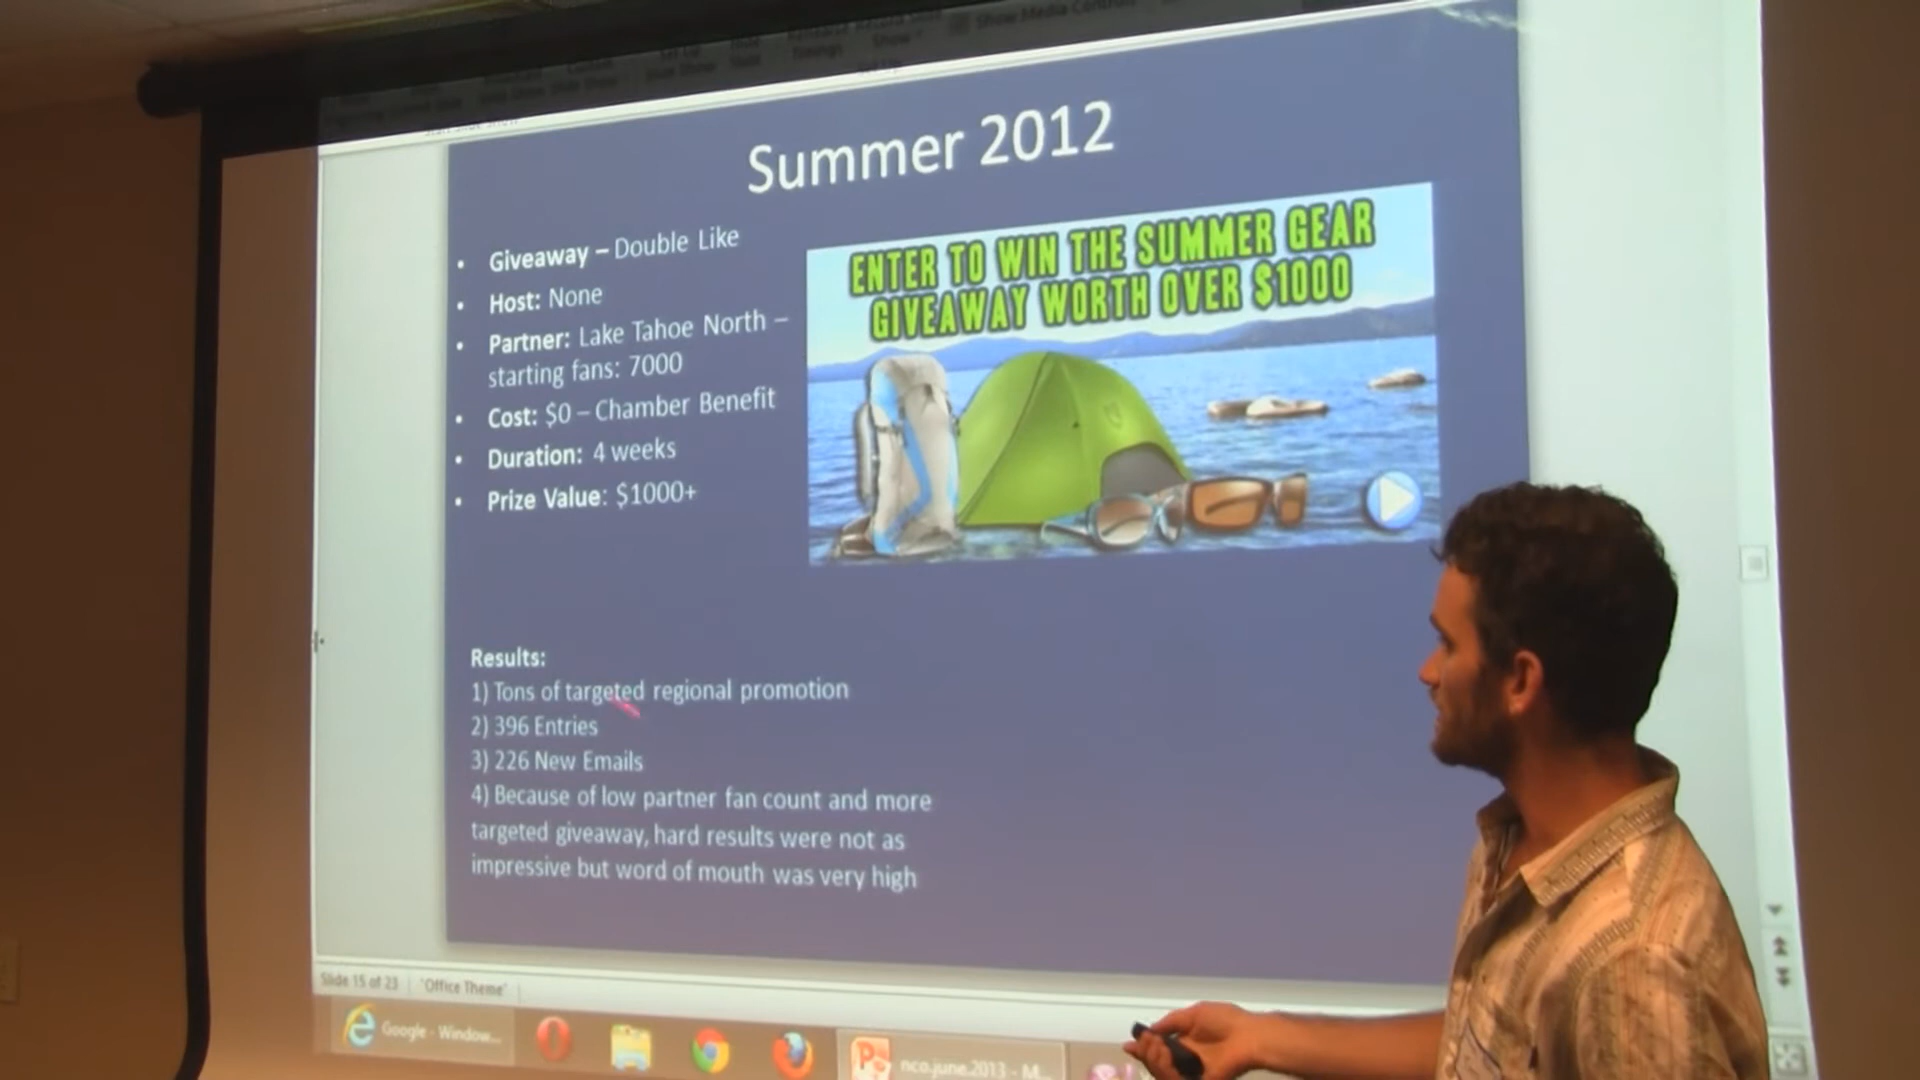 Show Media Controls
Summer 2012
• Giveaway – Double Like
• Host: None
• Partner: Lake Tahoe North –
starting fans: 7000
• Cost: $0 – Chamber Benefit
• Duration: 4 weeks
• Prize Value: $1000+
ENTER TO WIN THE SUMMER GEAR
GIVEAWAY WORTH OVER $1000
Results:
1) Tons of targeted regional promotion
2) 396 Entries
3) 226 New Emails
4) Because of low partner fan count and more
targeted giveaway, hard results were not as
impressive but word of mouth was very high
Slide 15 of 23 'Office Theme'
Google - Window...
nco.june.2013 - M...